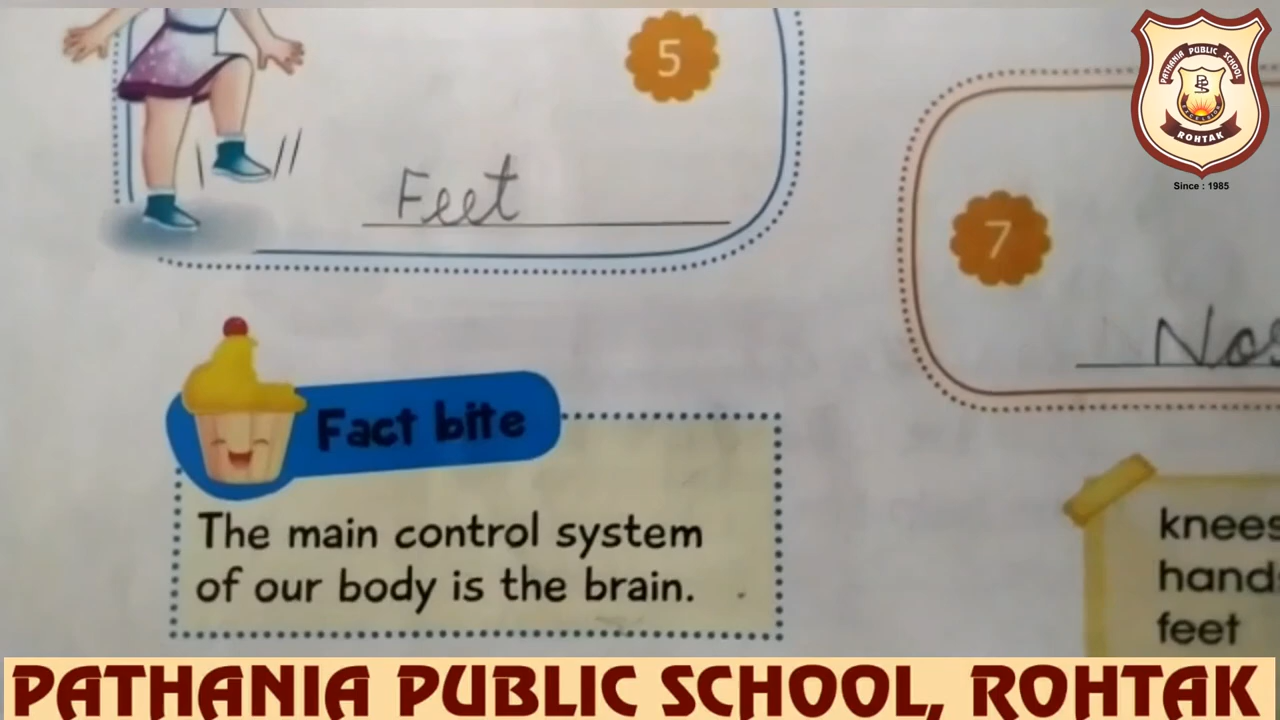 5
Feet
7
Fact bite
The main control system
of our body is the brain.
knees
hand
feet
PATHANIA PUBLIC SCHOOL
ROHTAK
Since : 1985
PATHANIA PUBLIC SCHOOL, ROHTAK